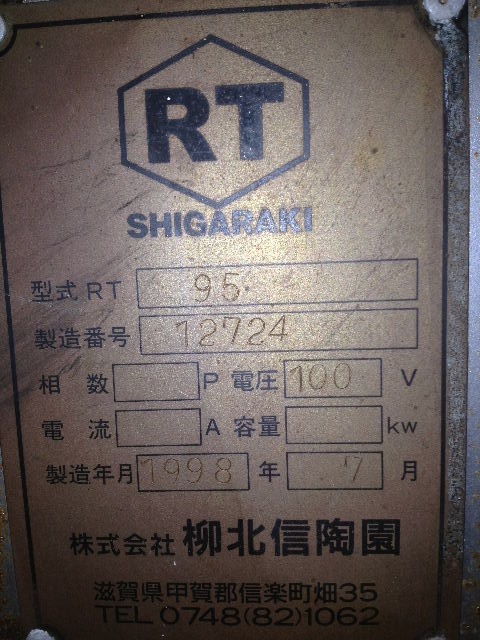 RT
SHIGARAKI
型式RT 95
製造番号 12724
相数 P 電圧 100 V
電流 A 容量 kw
製造年月 1998 年 7 月
株式会社 柳北信陶園
滋賀県甲賀郡信楽町畑35
TEL 0748(82)1062